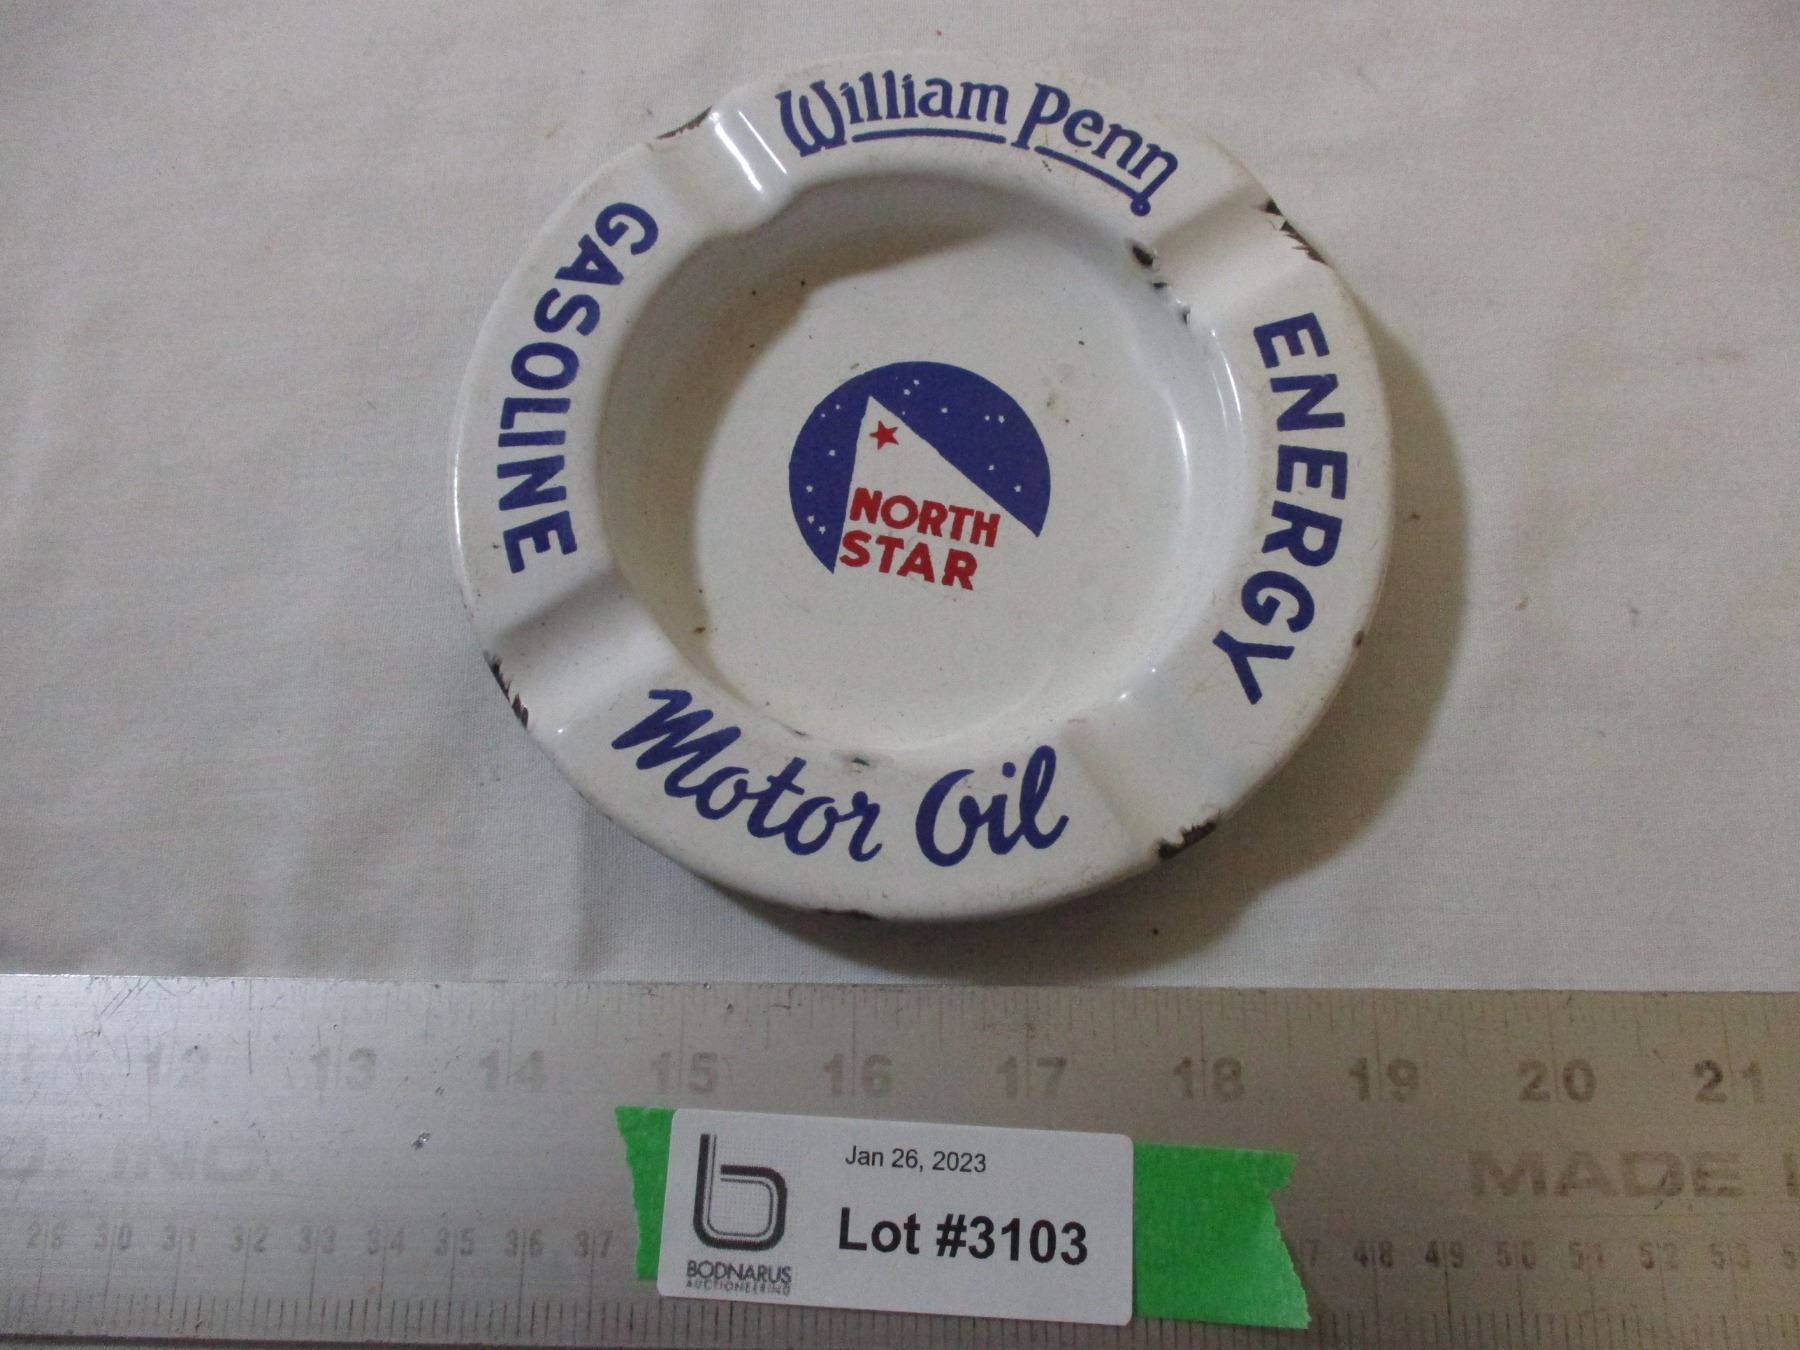 William Penn
ENERGY
Motor Oil
GASOLINE
NORTH
STAR
12 13 14 15 16 17 18 19 20 21
MADE
30 31 32 33 34 35 36 37
48 49 50 51 52 53
Jan 26, 2023
Lot #3103
BODNARUS
AUCTIONEERING